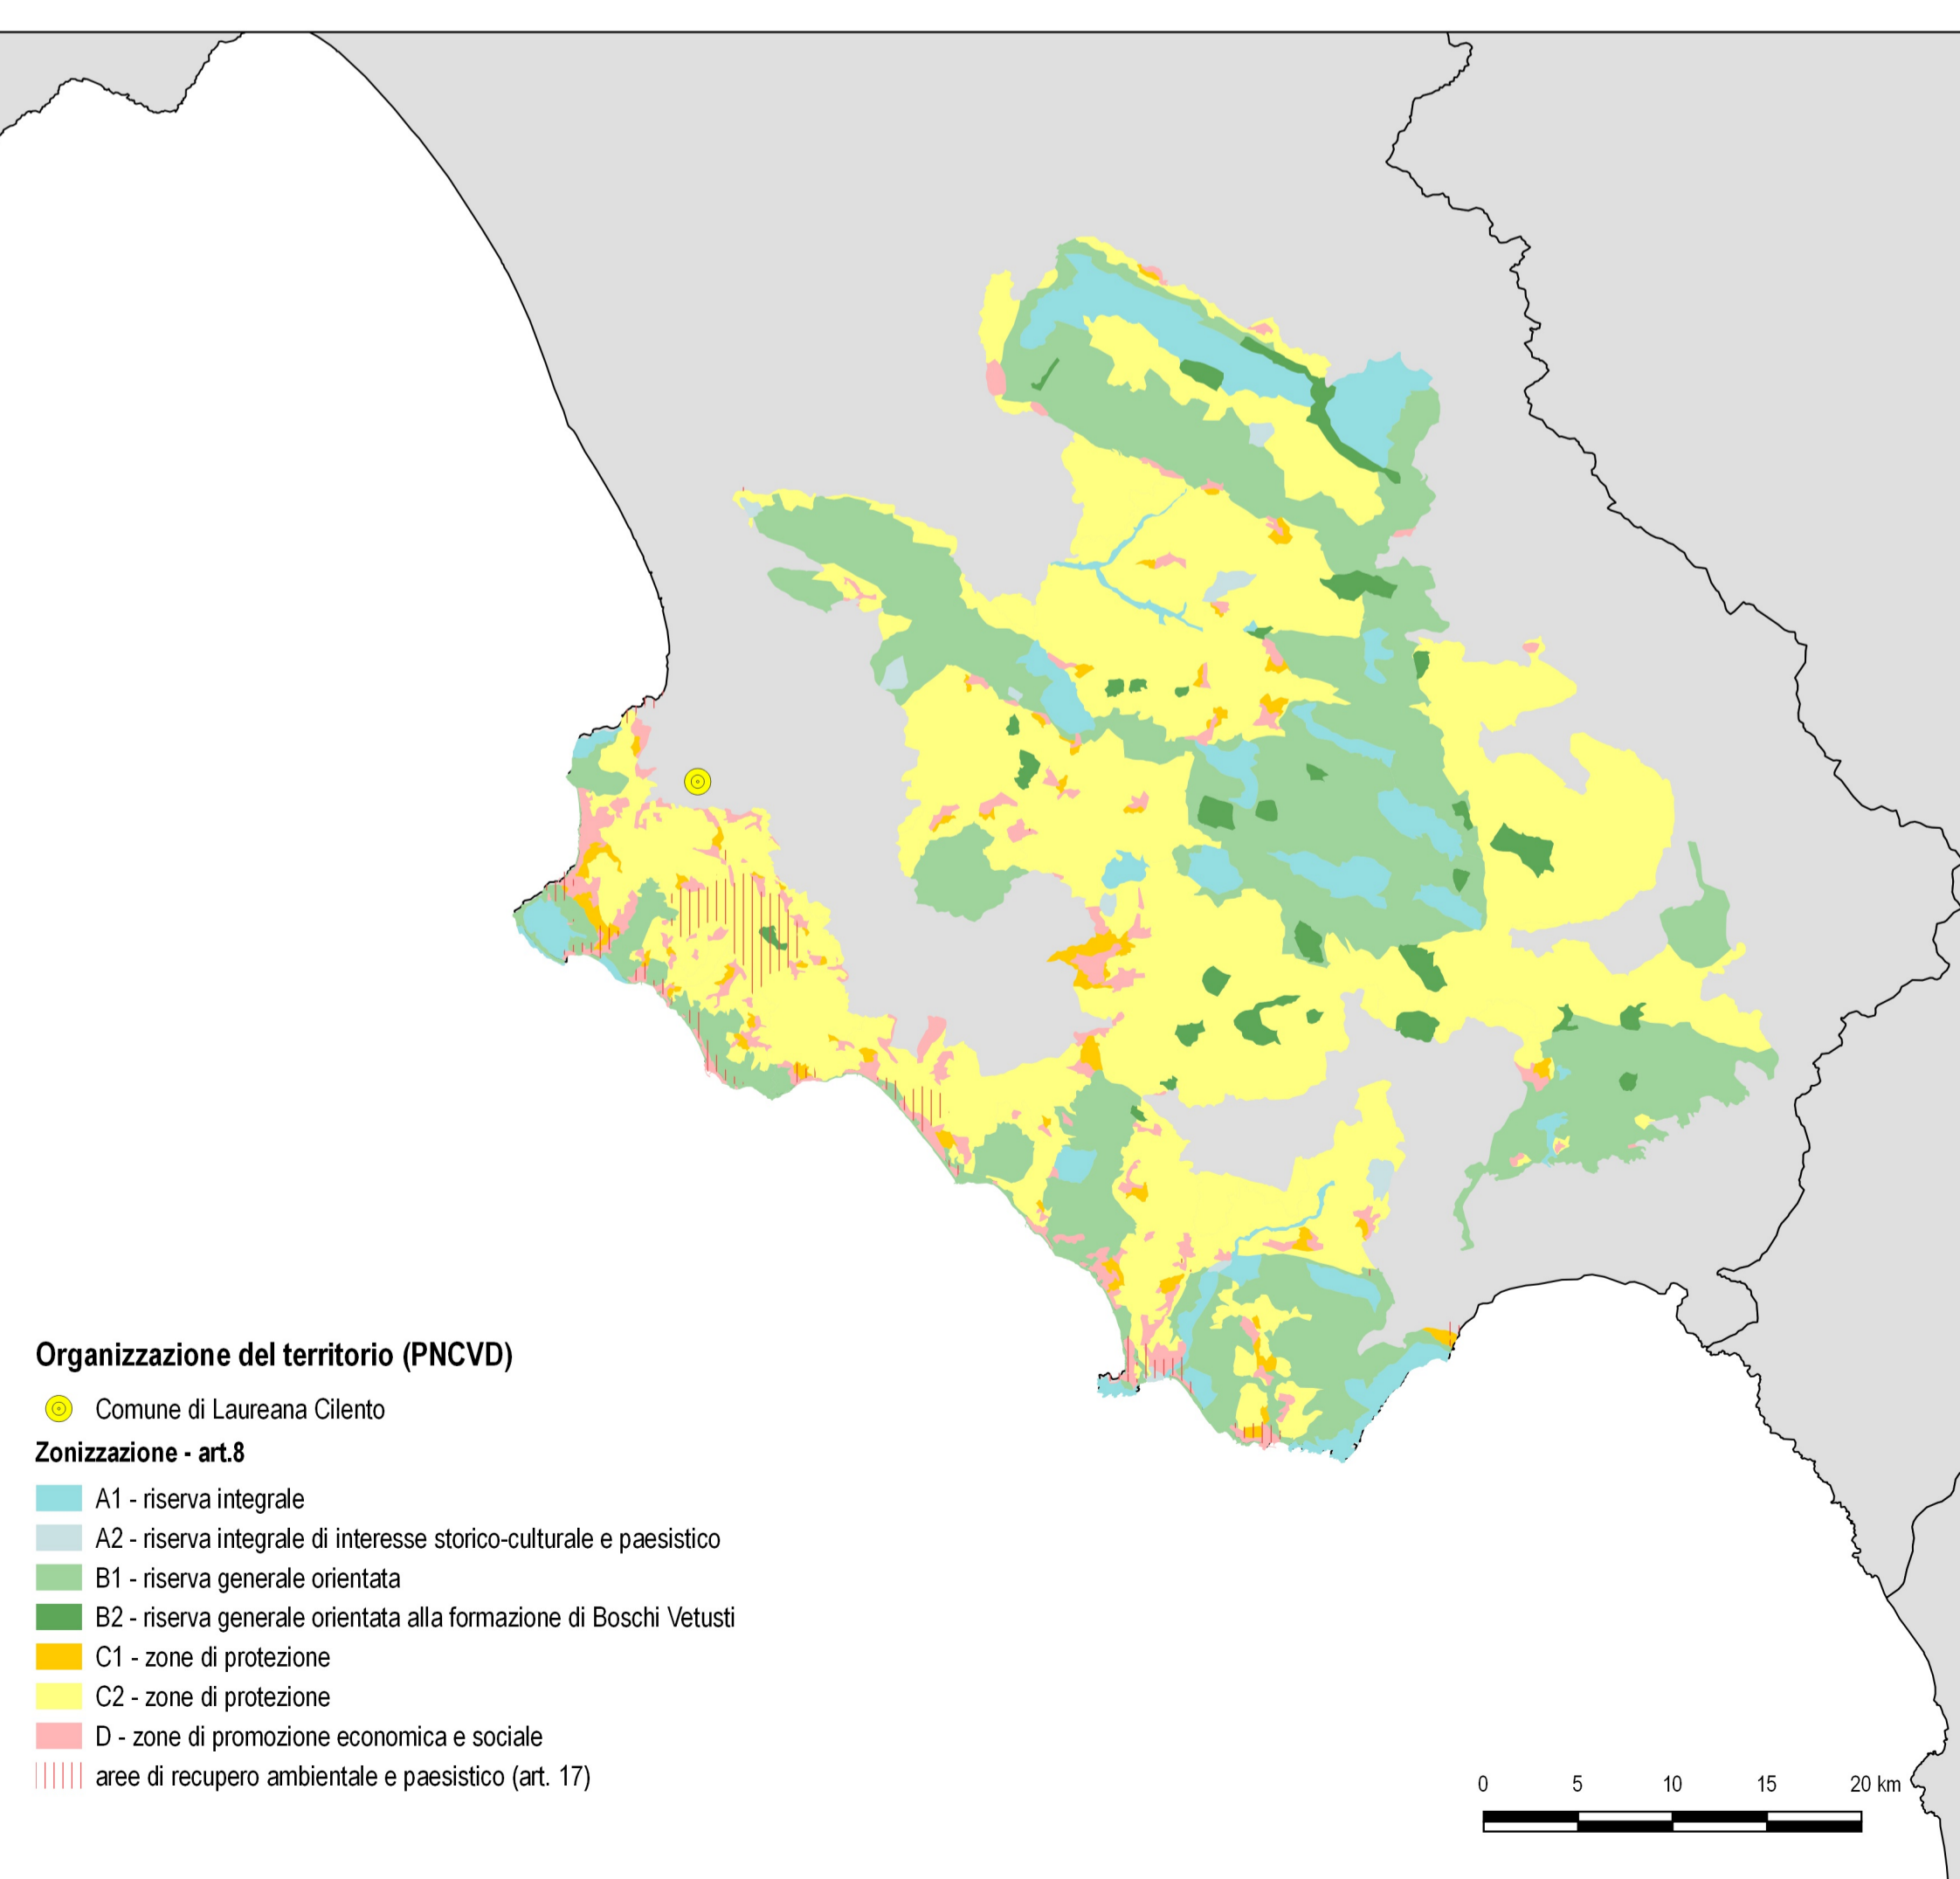 Organizzazione del territorio (PNCVD)
Comune di Laureana Cilento
Zonizzazione - art.8
A1 - riserva integrale
A2 - riserva integrale di interesse storico-culturale e paesistico
B1 - riserva generale orientata
B2 - riserva generale orientata alla formazione di Boschi Vetusti
C1 - zone di protezione
C2 - zone di protezione
D - zone di promozione economica e sociale
aree di recupero ambientale e paesistico (art. 17)
0 5 10 15 20 km